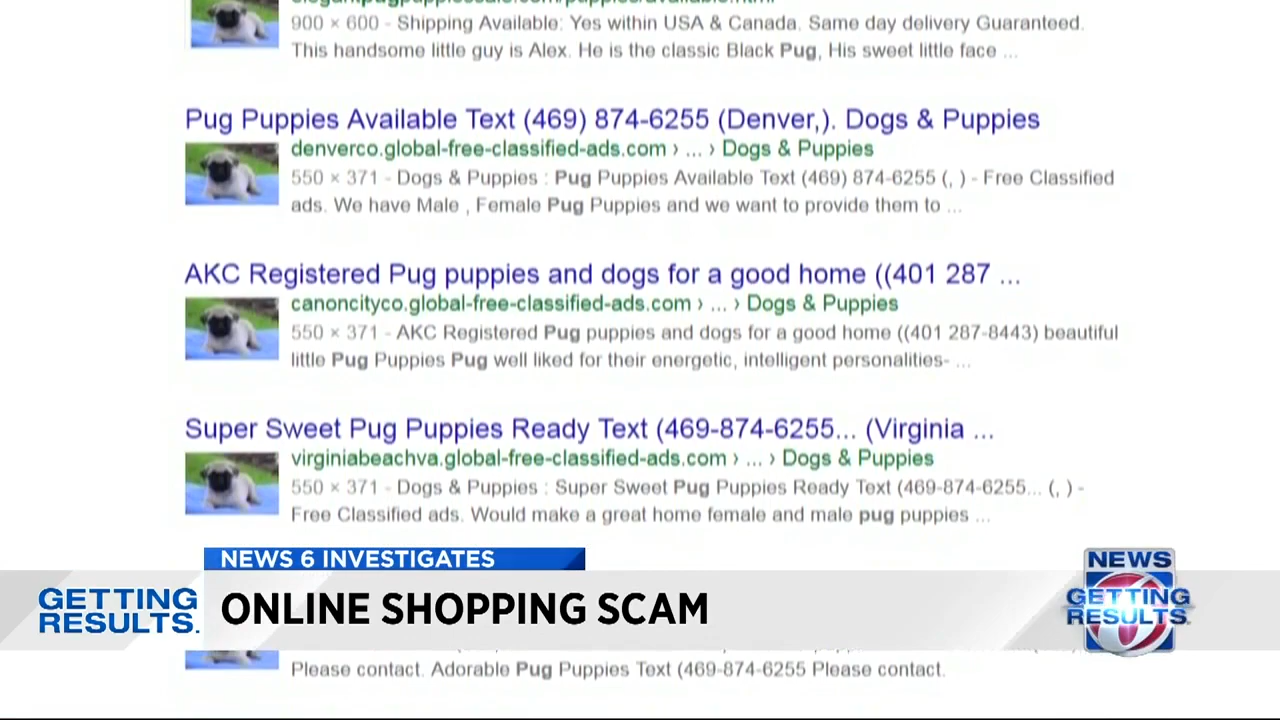 900 × 600 - Shipping Available: Yes within USA & Canada. Same day delivery Guaranteed.
This handsome little guy is Alex. He is the classic Black Pug, His sweet little face ...
Pug Puppies Available Text (469) 874-6255 (Denver,). Dogs & Puppies
denverco.global-free-classified-ads.com › ... › Dogs & Puppies
550 × 371 - Dogs & Puppies : Pug Puppies Available Text (469) 874-6255 (, ) - Free Classified
ads. We have Male , Female Pug Puppies and we want to provide them to ...
AKC Registered Pug puppies and dogs for a good home ((401 287 ...
canoncityco.global-free-classified-ads.com › ... › Dogs & Puppies
550 × 371 - AKC Registered Pug puppies and dogs for a good home ((401 287-8443) beautiful
little Pug Puppies Pug well liked for their energetic, intelligent personalities- ...
Super Sweet Pug Puppies Ready Text (469-874-6255... (Virginia ...
virginiabeachva.global-free-classified-ads.com › ... › Dogs & Puppies
550 × 371 - Dogs & Puppies : Super Sweet Pug Puppies Ready Text (469-874-6255... (, ) -
Free Classified ads. Would make a great home female and male pug puppies ...
NEWS 6 INVESTIGATES
GETTING
RESULTS.
ONLINE SHOPPING SCAM
NEWS
6
GETTING
RESULTS
Please contact. Adorable Pug Puppies Text (469-874-6255 Please contact.